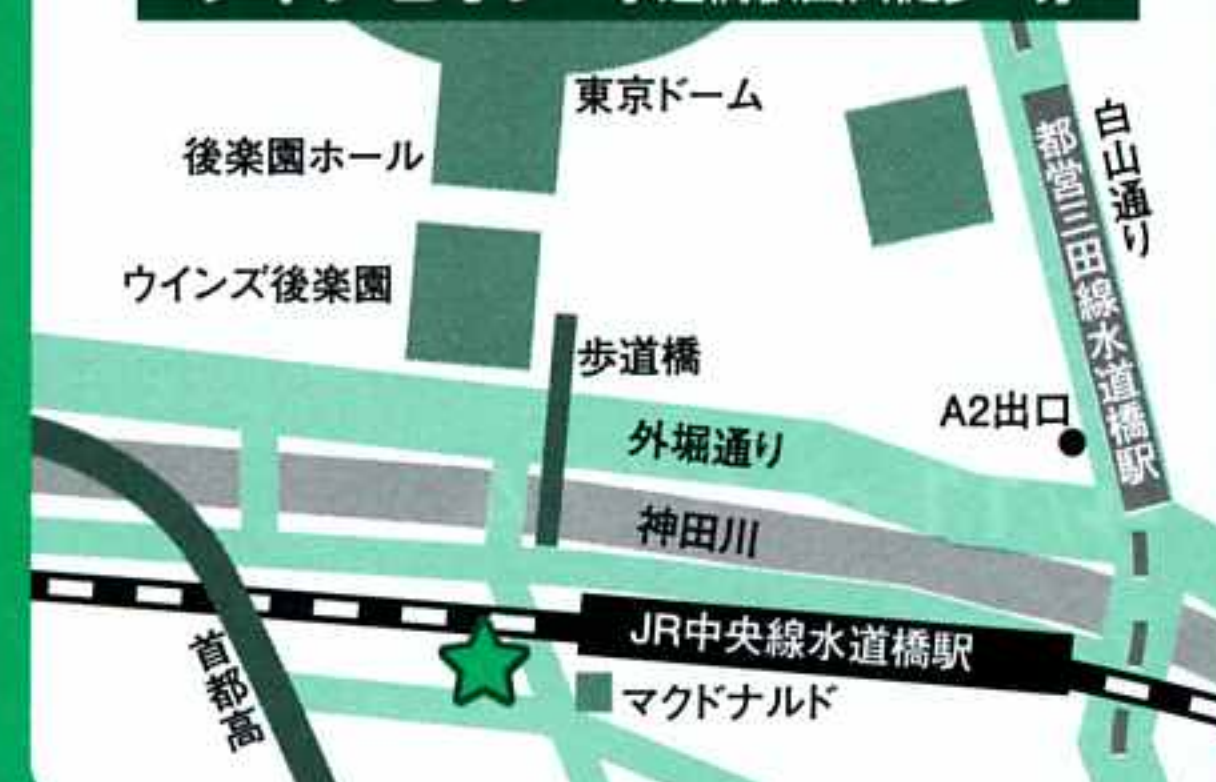 東京ドーム
後楽園ホール
白山通り
都営三田線水道橋駅
ウインズ後楽園
歩道橋
A2出口
外堀通り
神田川
JR中央線水道橋駅
首都高
マクドナルド